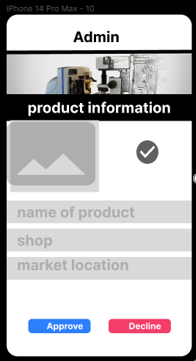 iPhone 14 Pro Max - 10
Admin
product information
name of product
shop
market location
Approve Decline